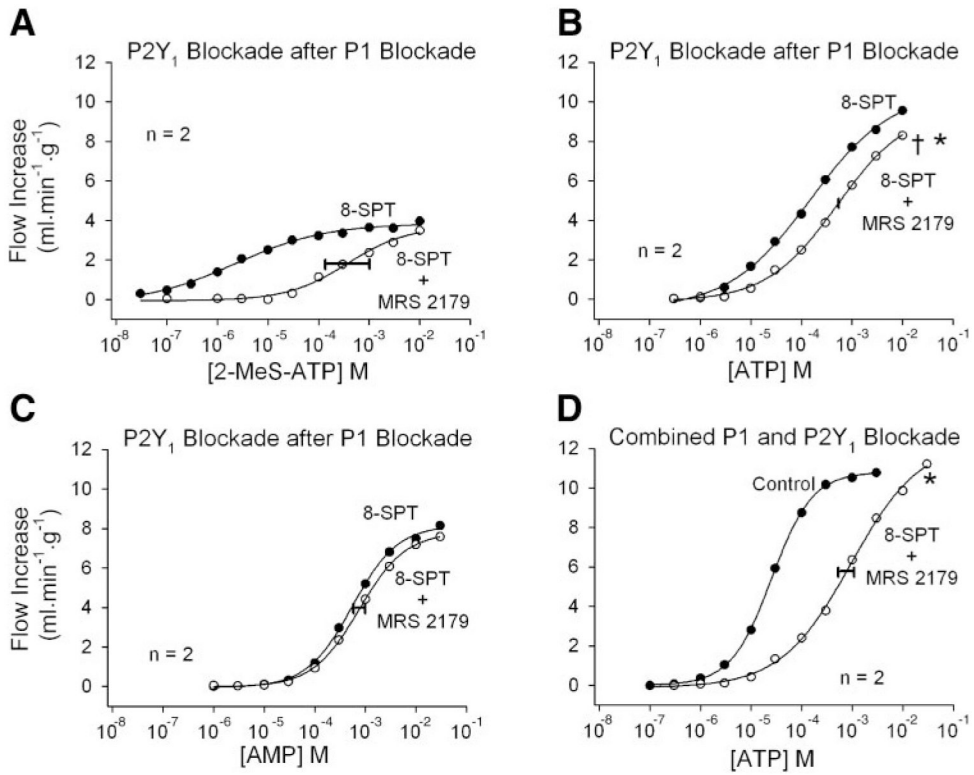 A
P2Y₁ Blockade after P1 Blockade
12
10
8
6
4
2
0
Flow Increase
(ml.min⁻¹.g⁻¹)
n = 2
8-SPT
8-SPT
+
MRS 2179
10⁻⁸ 10⁻⁷ 10⁻⁶ 10⁻⁵ 10⁻⁴ 10⁻³ 10⁻² 10⁻¹
[2-MeS-ATP] M
B
P2Y₁ Blockade after P1 Blockade
12
10
8
6
4
2
0
8-SPT
† *
8-SPT
+
MRS 2179
n = 2
10⁻⁸ 10⁻⁷ 10⁻⁶ 10⁻⁵ 10⁻⁴ 10⁻³ 10⁻² 10⁻¹
[ATP] M
C
P2Y₁ Blockade after P1 Blockade
12
10
8
6
4
2
0
Flow Increase
(ml.min⁻¹.g⁻¹)
8-SPT
8-SPT
+
MRS 2179
n = 2
10⁻⁸ 10⁻⁷ 10⁻⁶ 10⁻⁵ 10⁻⁴ 10⁻³ 10⁻² 10⁻¹
[AMP] M
D
Combined P1 and P2Y₁ Blockade
12
10
8
6
4
2
0
Control
*
8-SPT
+
MRS 2179
n = 2
10⁻⁸ 10⁻⁷ 10⁻⁶ 10⁻⁵ 10⁻⁴ 10⁻³ 10⁻² 10⁻¹
[ATP] M